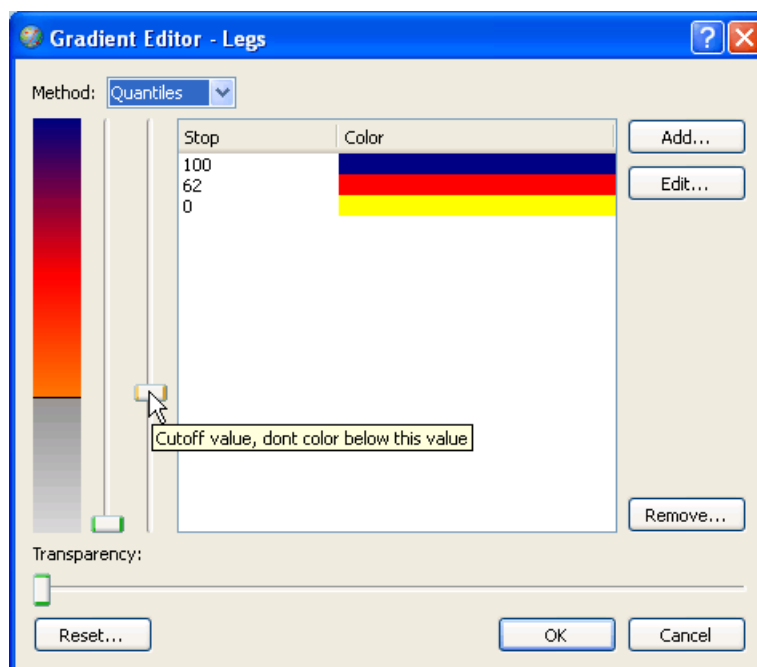 Gradient Editor - Legs
Method: Quantiles
Stop Color
Add...
100
62
Edit...
0
Cutoff value, dont color below this value
Remove...
Transparency:
Reset... OK Cancel